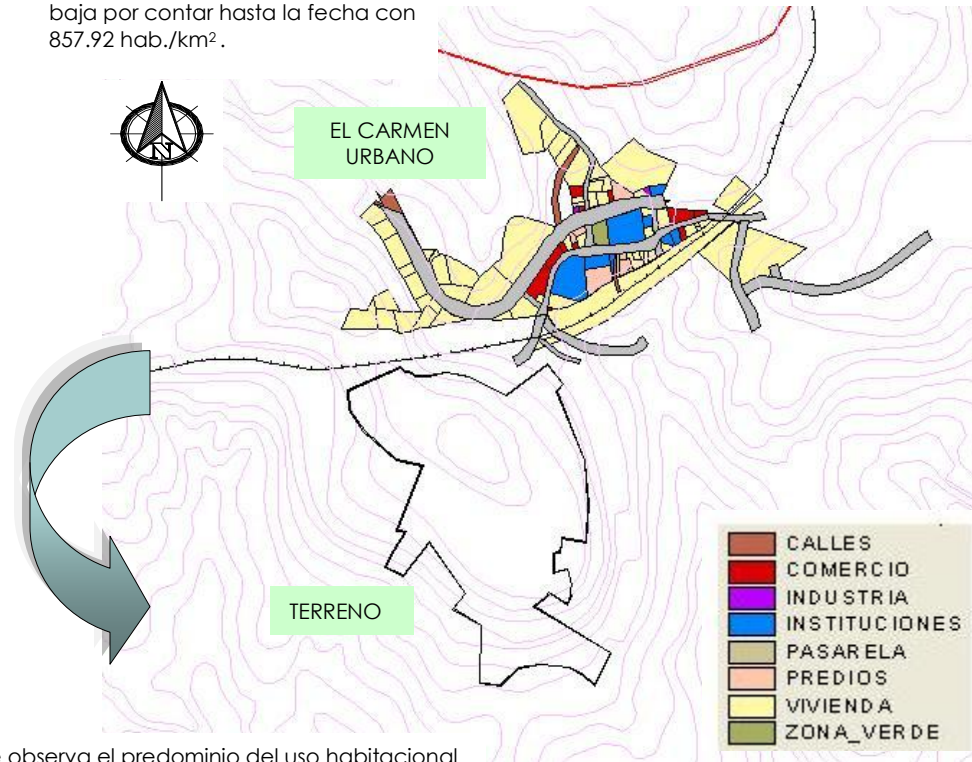 baja por contar hasta la fecha con
857.92 hab./km².
N
EL CARMEN
URBANO
TERRENO
CALLES
COMERCIO
INDUSTRIA
INSTITUCIONES
PASARELA
PREDIOS
VIVIENDA
ZONA_VERDE
observa el predominio del uso habitacional